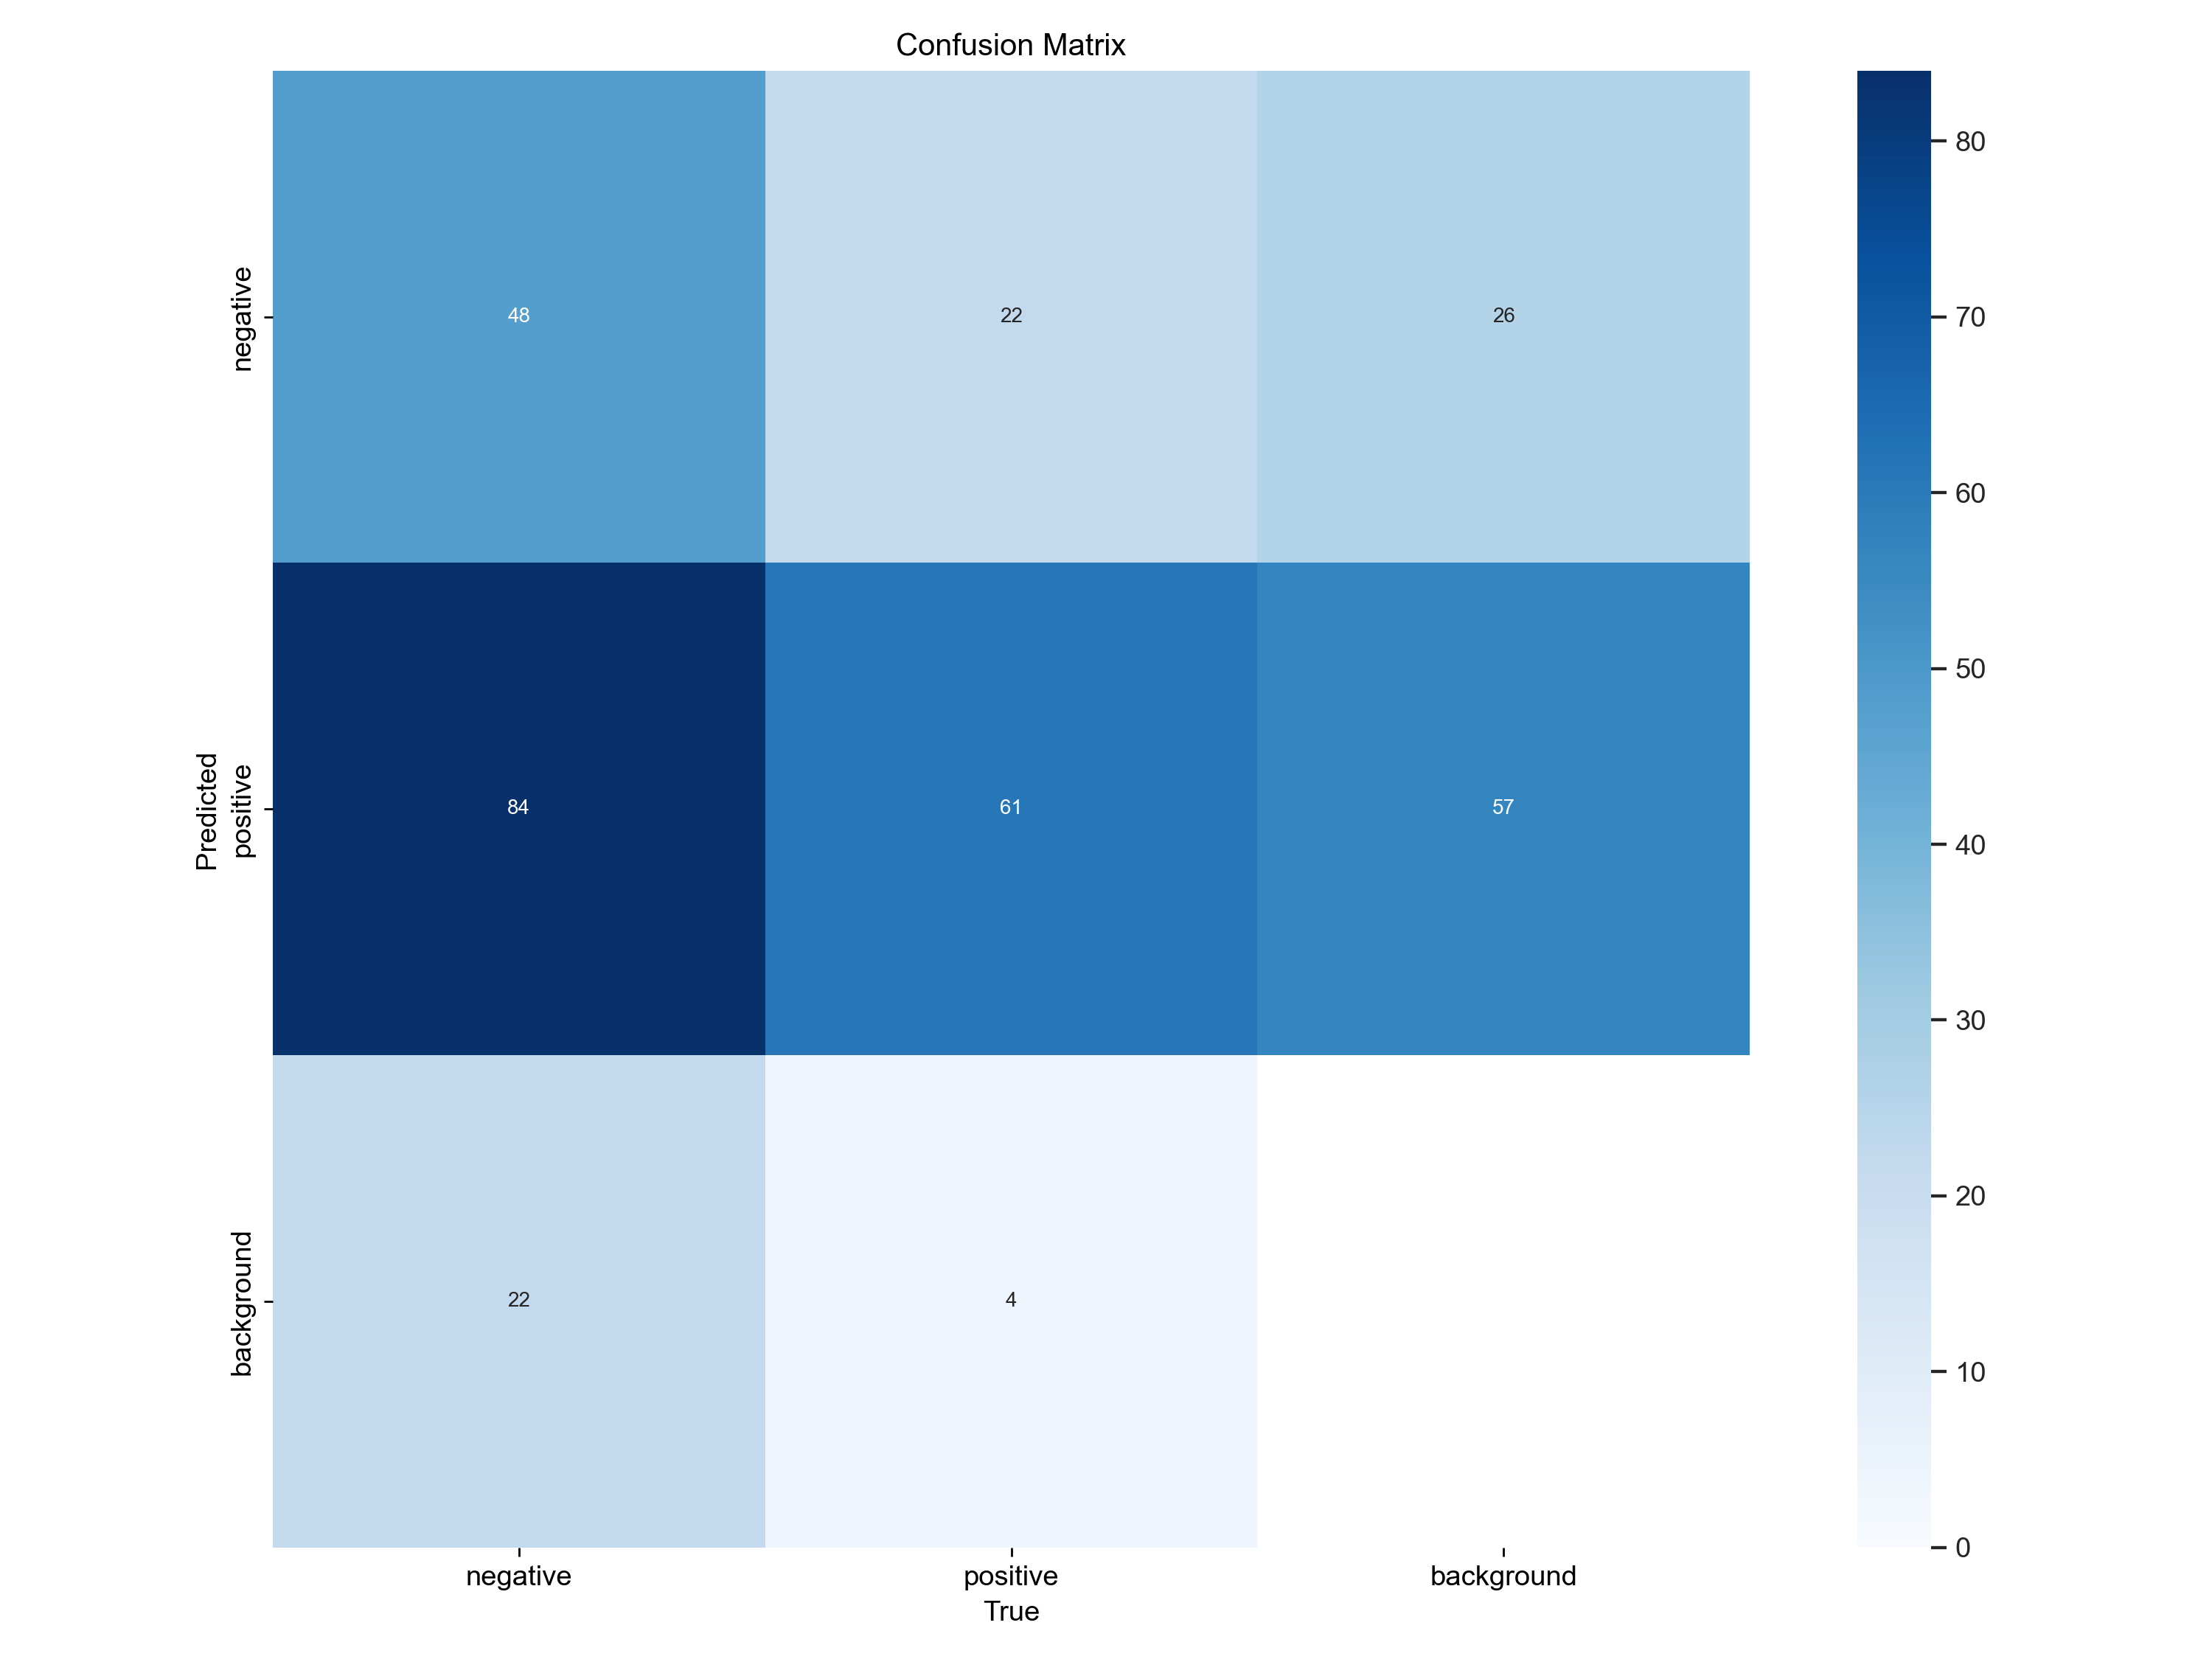 Confusion Matrix
negative
48
22
26
Predicted
positive
84
61
57
background
22
4
negative
positive
background
True
80
70
60
50
40
30
20
10
0